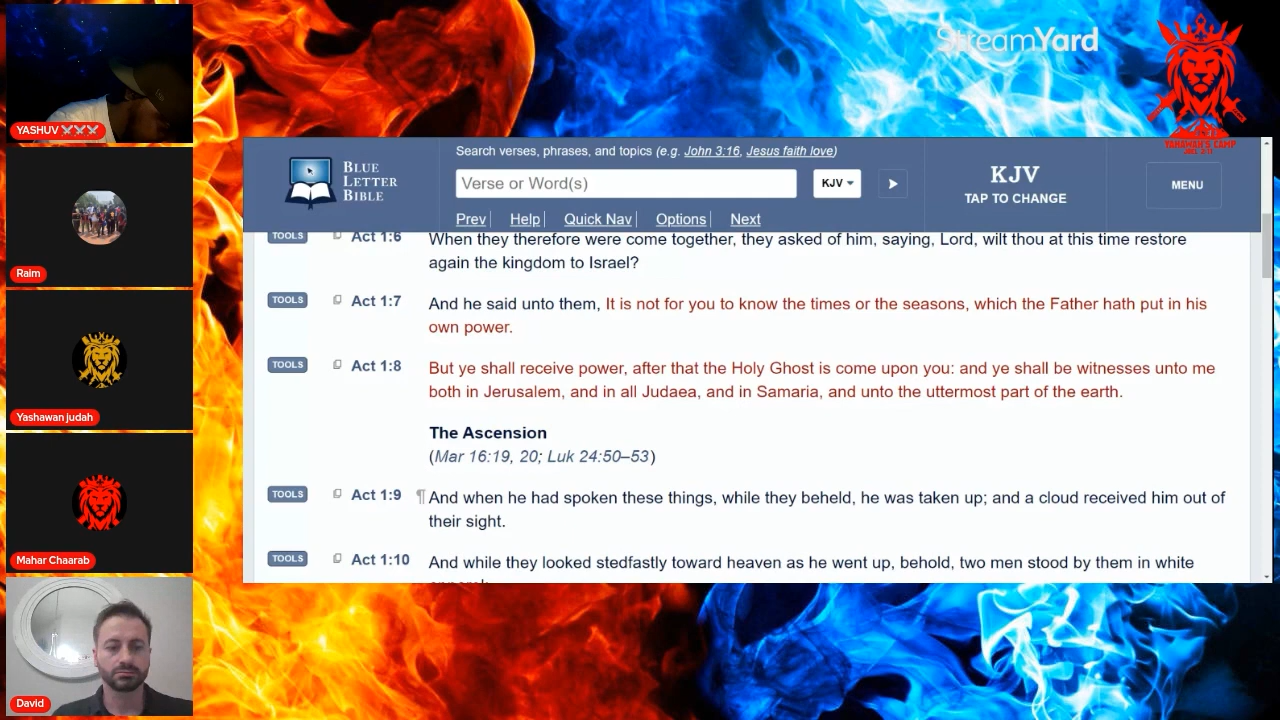 StreamYard
YASHUV ⚔⚔⚔
Raim
Yashawan judah
Mahar Chaarab
David
YAHAWAH'S CAMP
BLUE
LETTER
BIBLE
Search verses, phrases, and topics (e.g. John 3:16, Jesus faith love)
Verse or Word(s)
KJV
Prev Help Quick Nav Options Next
KJV
TAP TO CHANGE
MENU
TOOLS Act 1:6 When they therefore were come together, they asked of him, saying, Lord, wilt thou at this time restore
again the kingdom to Israel?
TOOLS Act 1:7 And he said unto them, It is not for you to know the times or the seasons, which the Father hath put in his
own power.
TOOLS Act 1:8 But ye shall receive power, after that the Holy Ghost is come upon you: and ye shall be witnesses unto me
both in Jerusalem, and in all Judaea, and in Samaria, and unto the uttermost part of the earth.
The Ascension
(Mar 16:19, 20; Luk 24:50–53)
TOOLS Act 1:9 ¶ And when he had spoken these things, while they beheld, he was taken up; and a cloud received him out of
their sight.
TOOLS Act 1:10 And while they looked stedfastly toward heaven as he went up, behold, two men stood by them in white